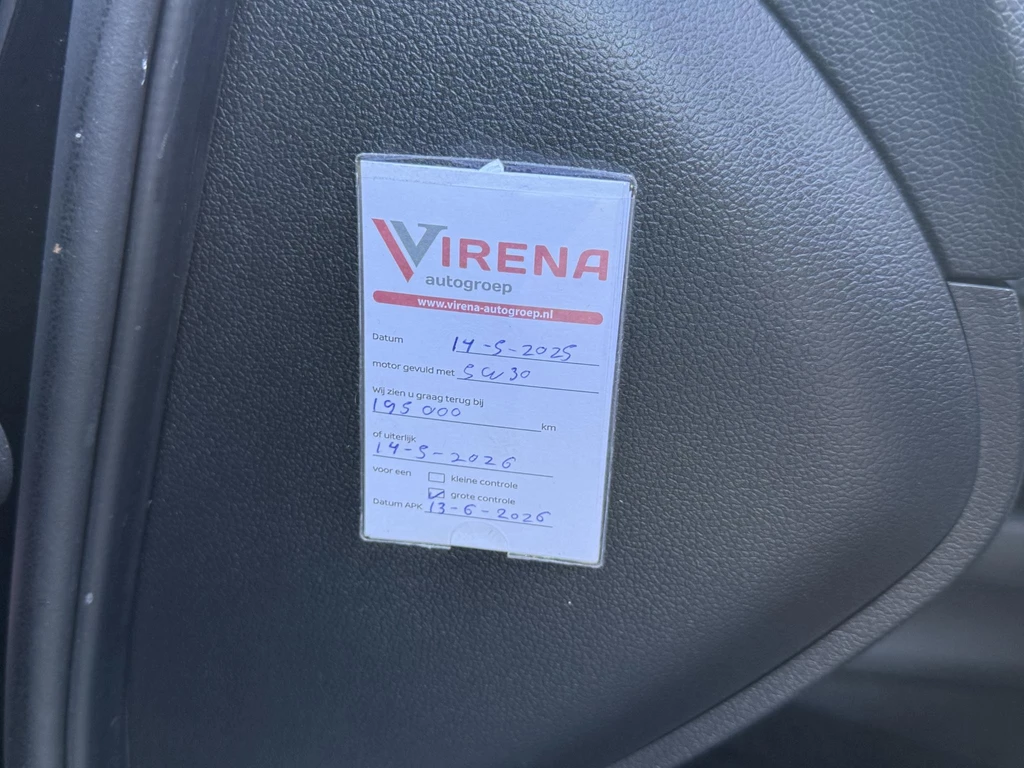 VIRENA
autogroep
www.virena-autogroep.nl
Datum 14-5-2025
motor gevuld met 5W30
Wij zien u graag terug bij
195 000 km
of uiterlijk
14-5-2026
voor een kleine controle
grote controle
Datum APK 13-6-2026